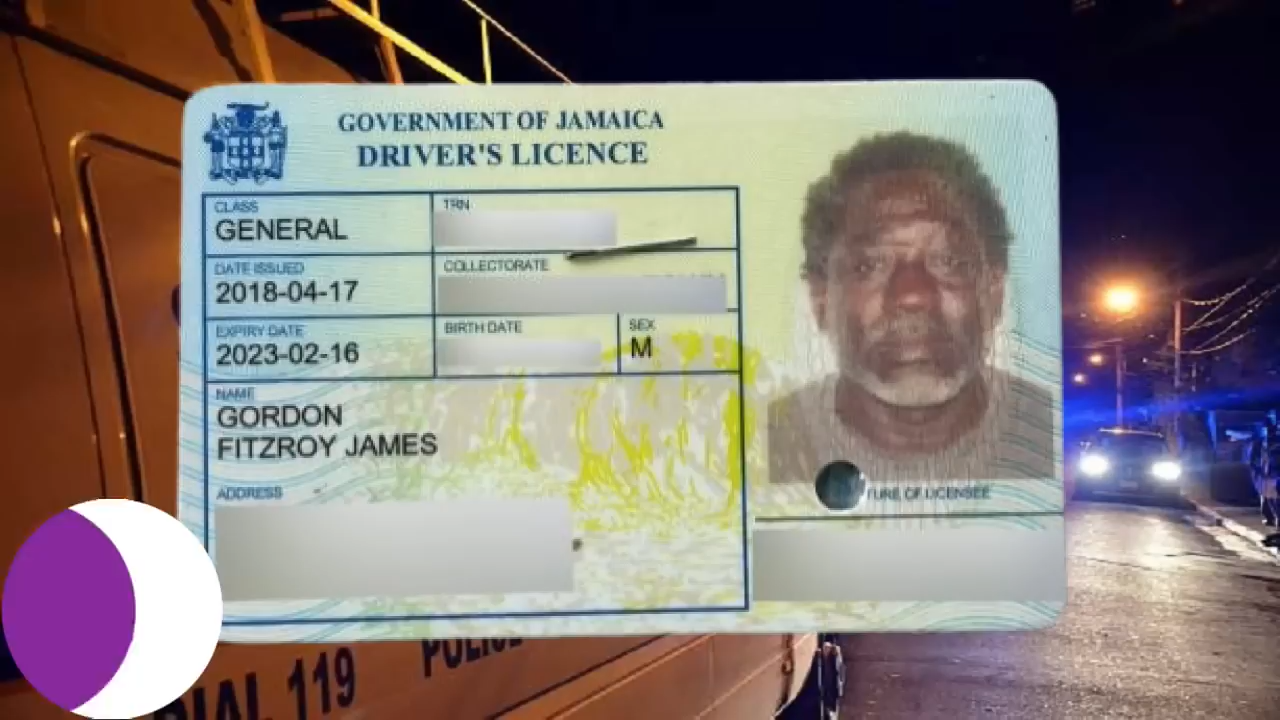 GOVERNMENT OF JAMAICA
DRIVER'S LICENCE
CLASS
GENERAL
TRN
DATE ISSUED
2018-04-17
COLLECTORATE
EXPIRY DATE
2023-02-16
BIRTH DATE
SEX
M
NAME
GORDON
FITZROY JAMES
ADDRESS
TURE OF LICENSEE
DIAL 119
POLICE